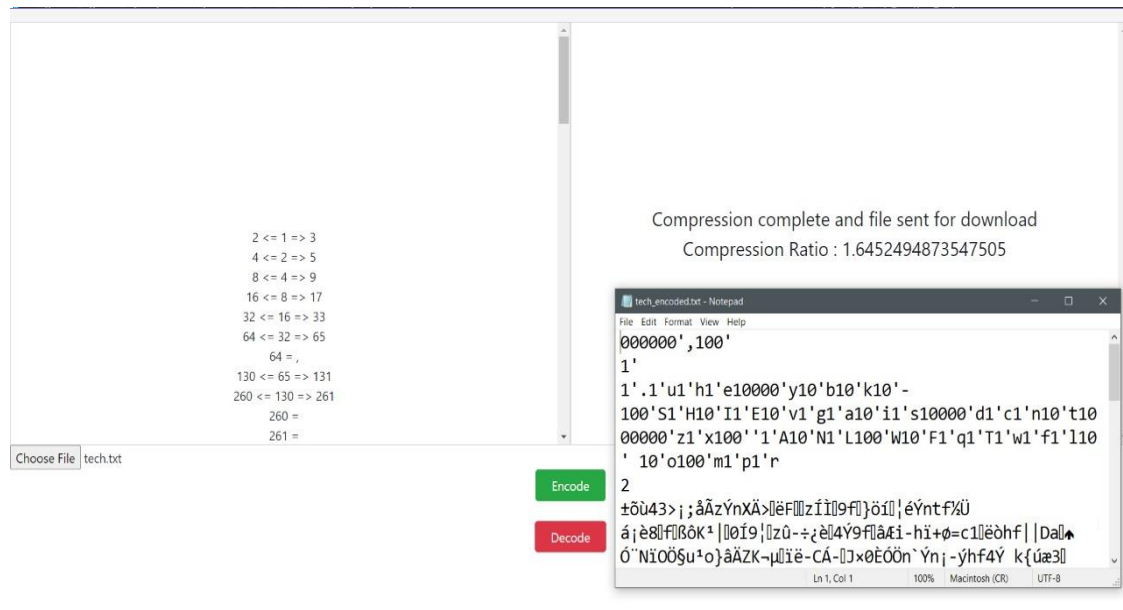 2 <= 1 => 3
4 <= 2 => 5
8 <= 4 => 9
16 <= 8 => 17
32 <= 16 => 33
64 <= 32 => 65
64 = ,
130 <= 65 => 131
260 <= 130 => 261
260 =
261 =
Choose File tech.txt
Encode
Decode
Compression complete and file sent for download
Compression Ratio : 1.6452494873547505
tech_encoded.txt - Notepad
File Edit Format View Help
000000',100'
1'
1'.1'u1'h1'e10000'y10'b10'k10'-
100'S1'H10'I1'E10'v1'g1'a10'i1's10000'd1'c1'n10't10
00000'z1'x100''1'A10'N1'L100'W10'F1'q1'T1'w1'f1'l10
' 10'o100'm1'p1'r
2
Ln 1, Col 1 100% Macintosh (CR) UTF-8